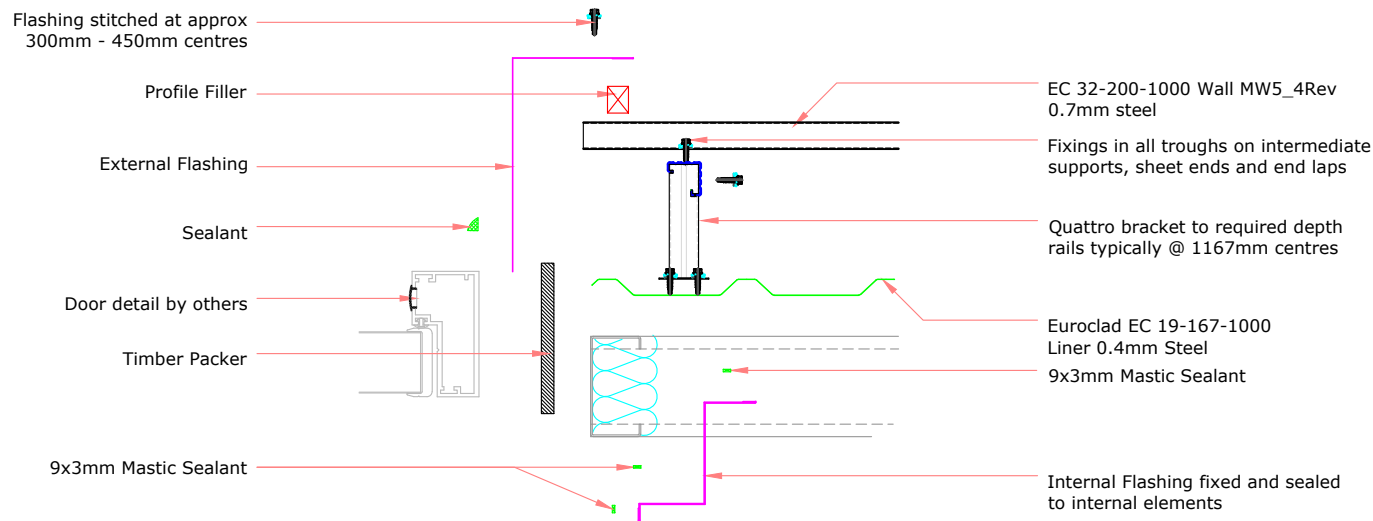 Flashing stitched at approx
300mm - 450mm centres
Profile Filler
External Flashing
Sealant
Door detail by others
Timber Packer
9x3mm Mastic Sealant
EC 32-200-1000 Wall MW5_4Rev
0.7mm steel
Fixings in all troughs on intermediate
supports, sheet ends and end laps
Quattro bracket to required depth
rails typically @ 1167mm centres
Euroclad EC 19-167-1000
Liner 0.4mm Steel
9x3mm Mastic Sealant
Internal Flashing fixed and sealed
to internal elements